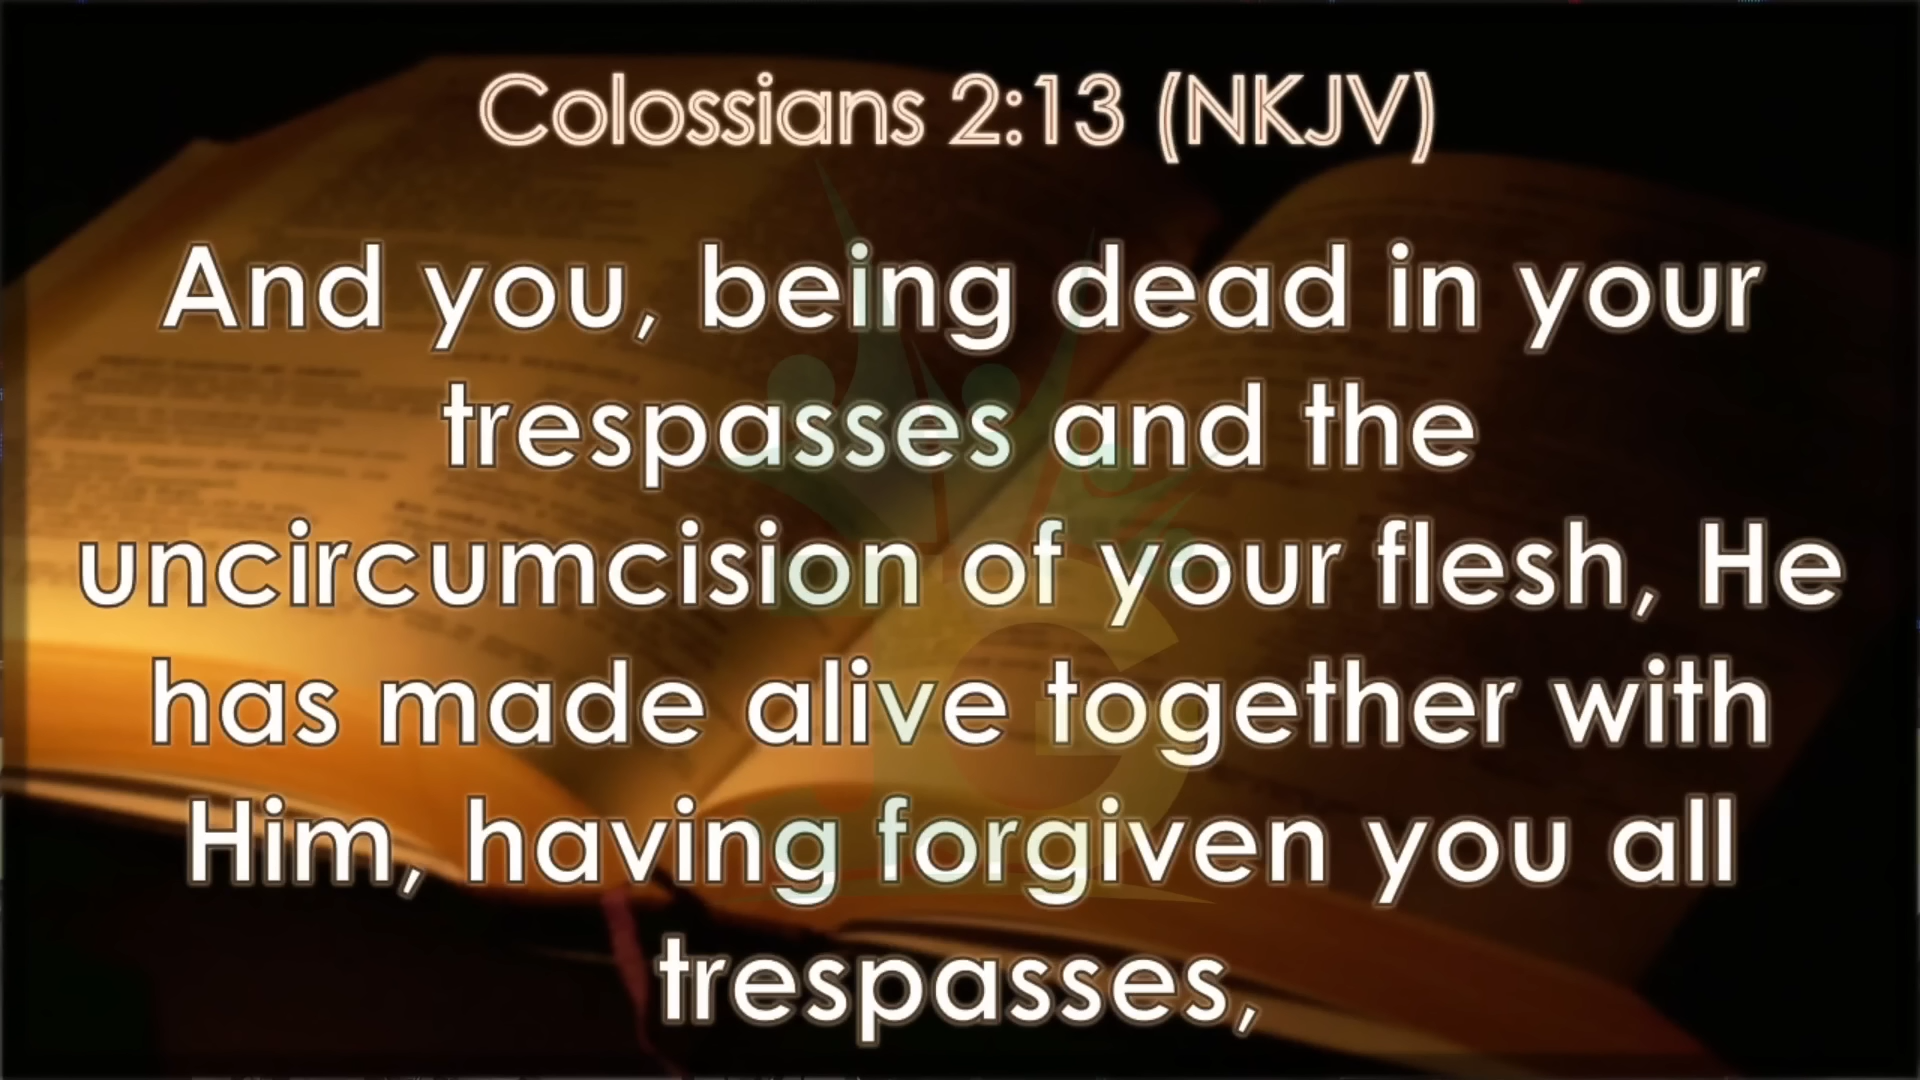 Colossians 2:13 (NKJV)
And you, being dead in your
trespasses and the
uncircumcision of your flesh, He
has made alive together with
Him, having forgiven you all
trespasses,